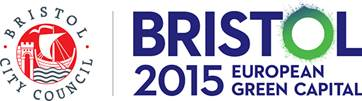 BRISTOL
CITY COUNCIL
BRISTOL
2015 EUROPEAN
GREEN CAPITAL